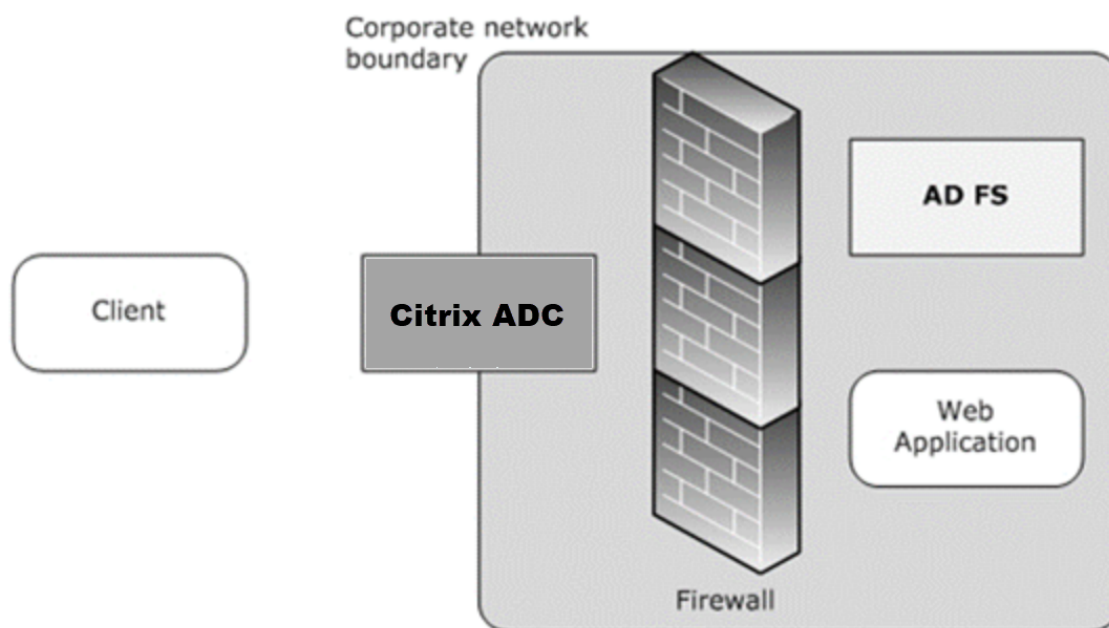 Corporate network
boundary
AD FS
Client
Citrix ADC
Web
Application
Firewall